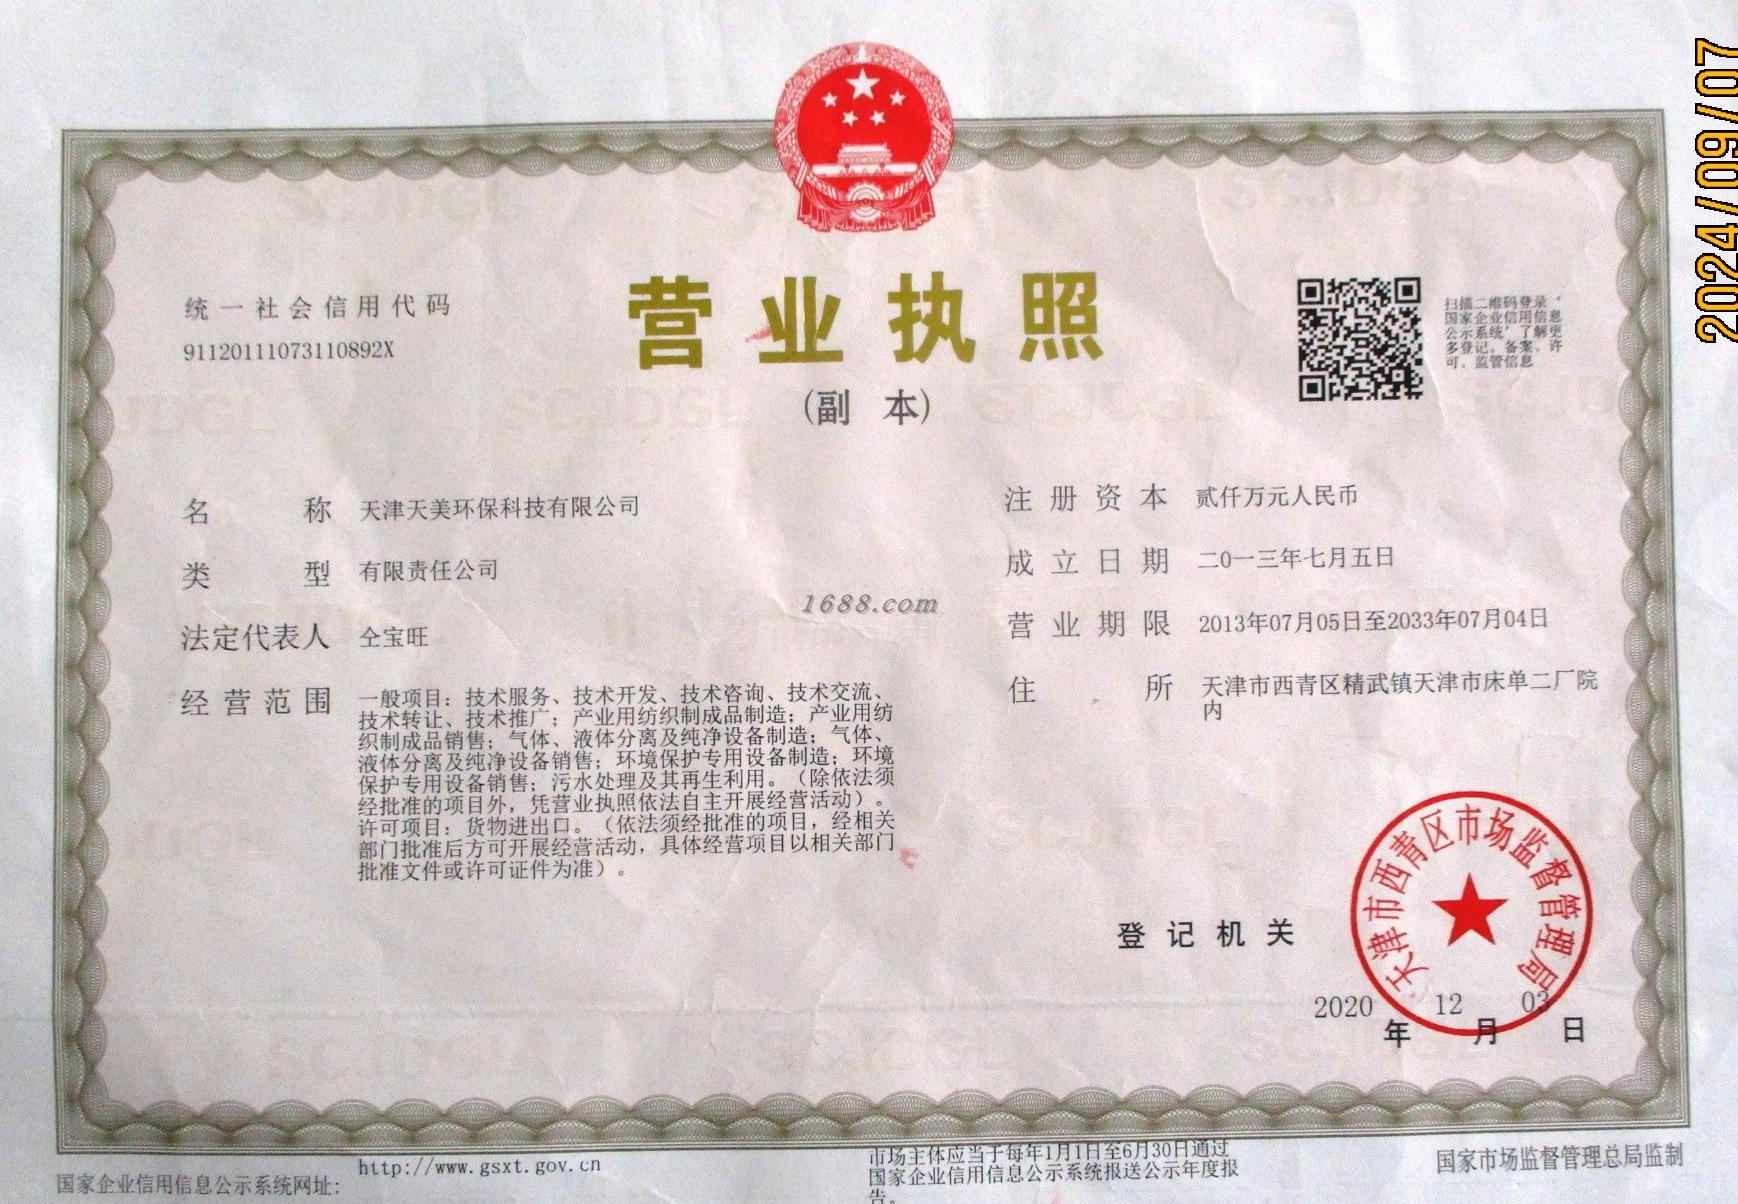 2024/09/07
营业执照
(副 本)
统一社会信用代码
91120111073110892X
扫描二维码登录‘
国家企业信用信息
公示系统’了解更
多登记、备案、许
可、监管信息
名 称 天津天美环保科技有限公司
类 型 有限责任公司
法定代表人 仝宝旺
经营范围 一般项目：技术服务、技术开发、技术咨询、技术交流、
技术转让、技术推广；产业用纺织制成品制造；产业用纺
织制成品销售；气体、液体分离及纯净设备制造；气体、
液体分离及纯净设备销售；环境保护专用设备制造；环境
保护专用设备销售；污水处理及其再生利用。（除依法须
经批准的项目外，凭营业执照依法自主开展经营活动）。
许可项目：货物进出口。（依法须经批准的项目，经相关
部门批准后方可开展经营活动，具体经营项目以相关部门
批准文件或许可证件为准）。
注册资本 贰仟万元人民币
成立日期 二0一三年七月五日
营业期限 2013年07月05日至2033年07月04日
住 所 天津市西青区精武镇天津市床单二厂院
内
1688.com
登记机关
天津市西青区市场监督管理局
2020 年 12 月 03 日
国家企业信用信息公示系统网址:
http://www.gsxt.gov.cn
市场主体应当于每年1月1日至6月30日通过
国家企业信用信息公示系统报送公示年度报
告。
国家市场监督管理总局监制